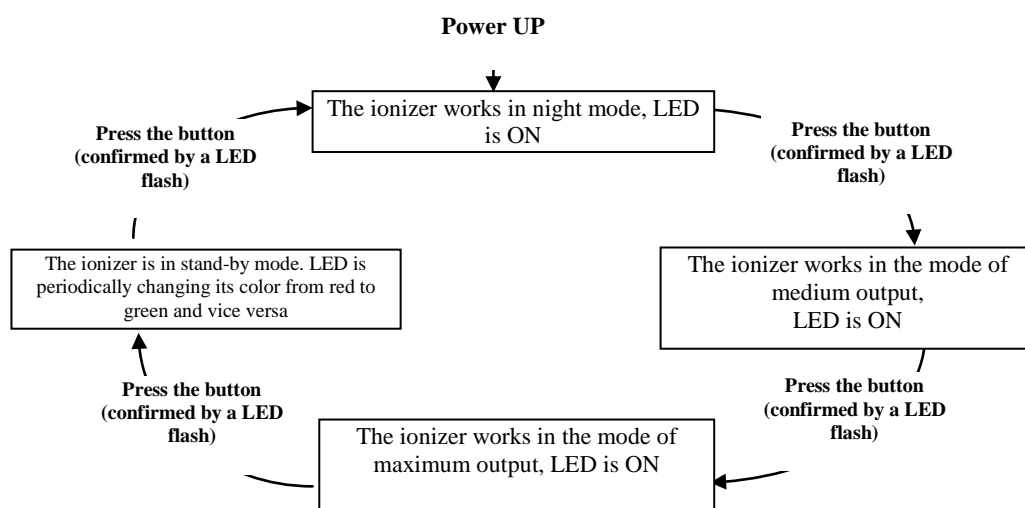 Power UP
The ionizer works in night mode, LED
is ON
Press the button
(confirmed by a LED
flash)
Press the button
(confirmed by a LED
flash)
The ionizer is in stand-by mode. LED is
periodically changing its color from red to
green and vice versa
The ionizer works in the mode of
medium output,
LED is ON
Press the button
(confirmed by a LED
flash)
Press the button
(confirmed by a LED
flash)
The ionizer works in the mode of
maximum output, LED is ON